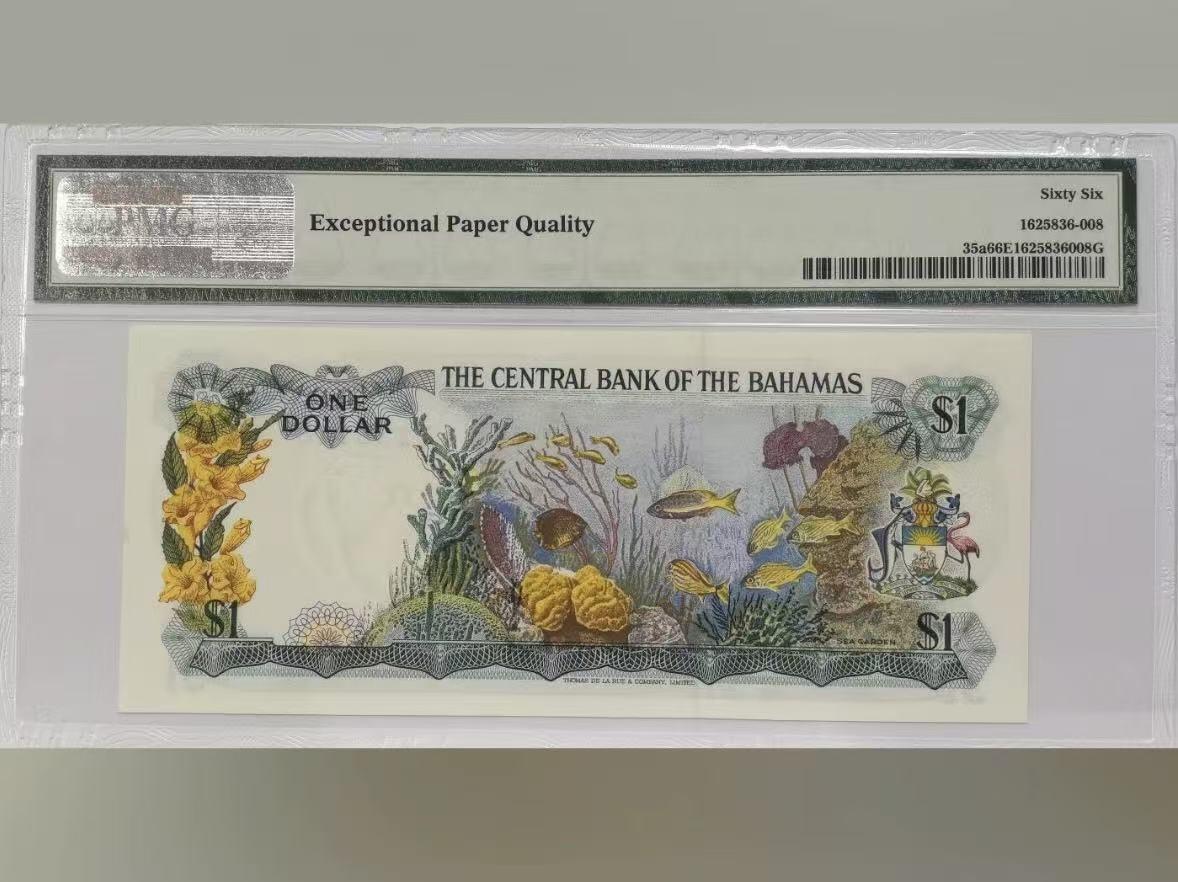 PMG
Exceptional Paper Quality
Sixty Six
1625836-008
35a66E1625836008G
THE CENTRAL BANK OF THE BAHAMAS
ONE
DOLLAR
$1
$1
SEA GARDEN
$1
THOMAS DE LA RUE & COMPANY, LIMITED